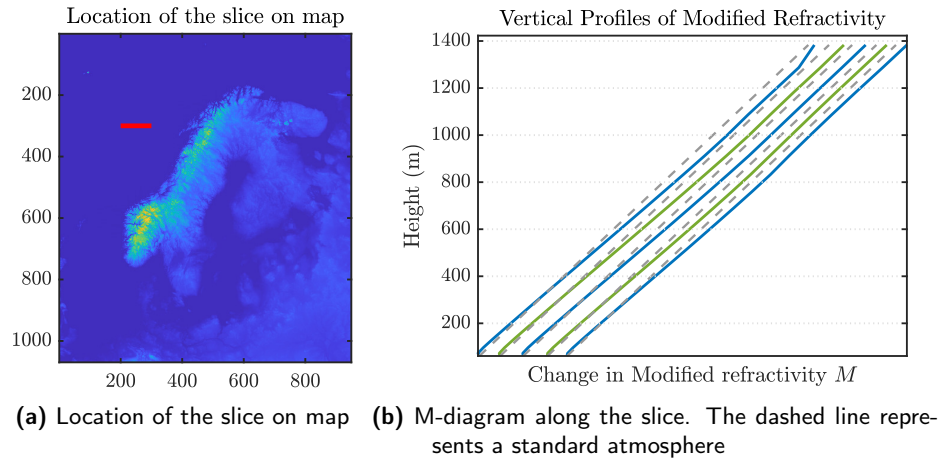 Location of the slice on map
200
400
600
800
1000
200 400 600 800
(a) Location of the slice on map
Vertical Profiles of Modified Refractivity
Height (m)
1400
1200
1000
800
600
400
200
Change in Modified refractivity M
(b) M-diagram along the slice. The dashed line repre-
sents a standard atmosphere